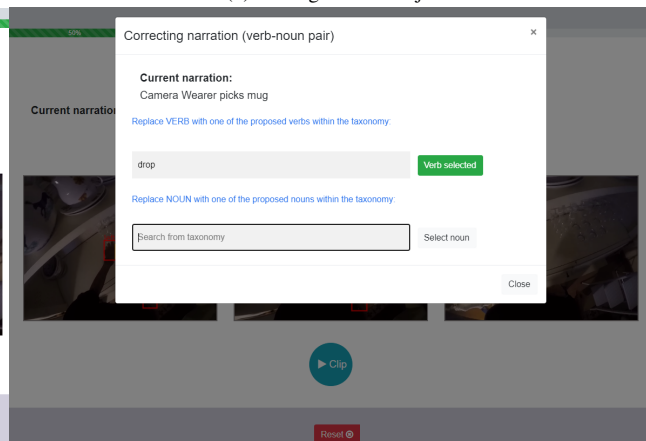 50%
Correcting narration (verb-noun pair)
×
Current narration:
Camera Wearer picks mug
Current narration
Replace VERB with one of the proposed verbs within the taxonomy:
drop
Verb selected
Replace NOUN with one of the proposed nouns within the taxonomy:
Search from taxonomy
Select noun
Close
Clip
Reset